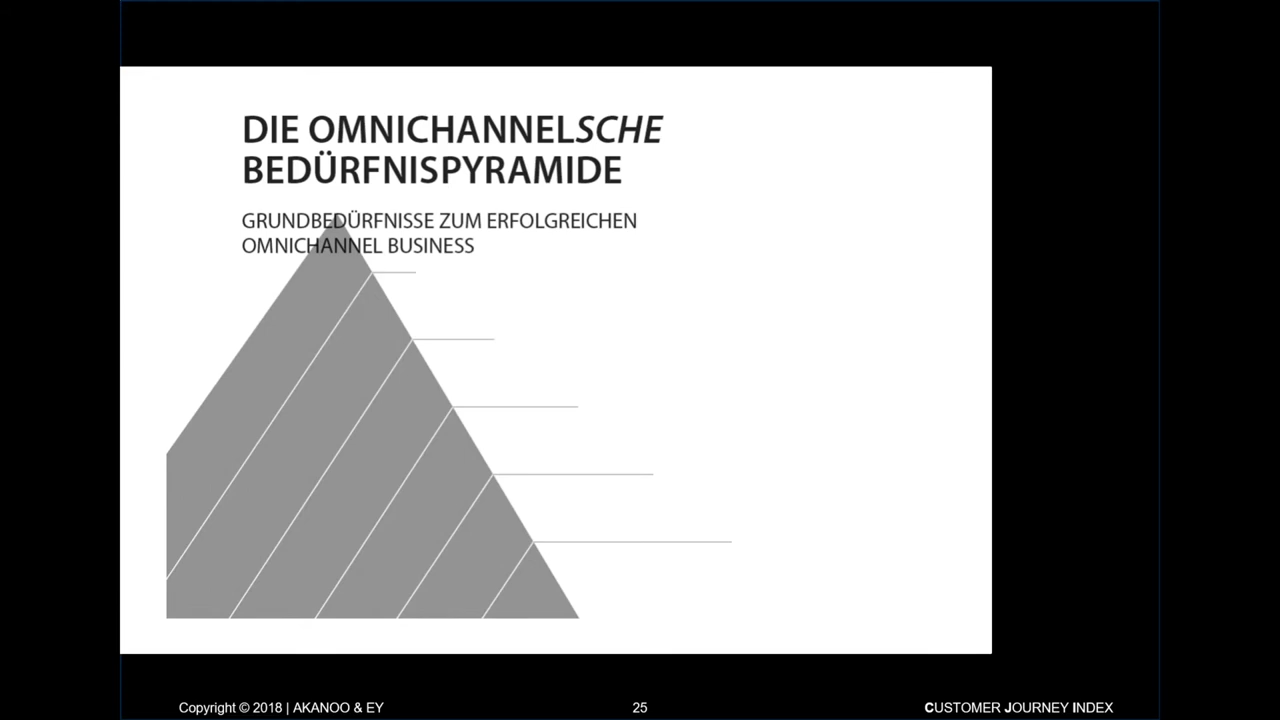 DIE OMNICHANNELSCHE
BEDÜRFNISPYRAMIDE
GRUNDBEDÜRFNISSE ZUM ERFOLGREICHEN
OMNICHANNEL BUSINESS
Copyright © 2018 | AKANOO & EY
25
CUSTOMER JOURNEY INDEX